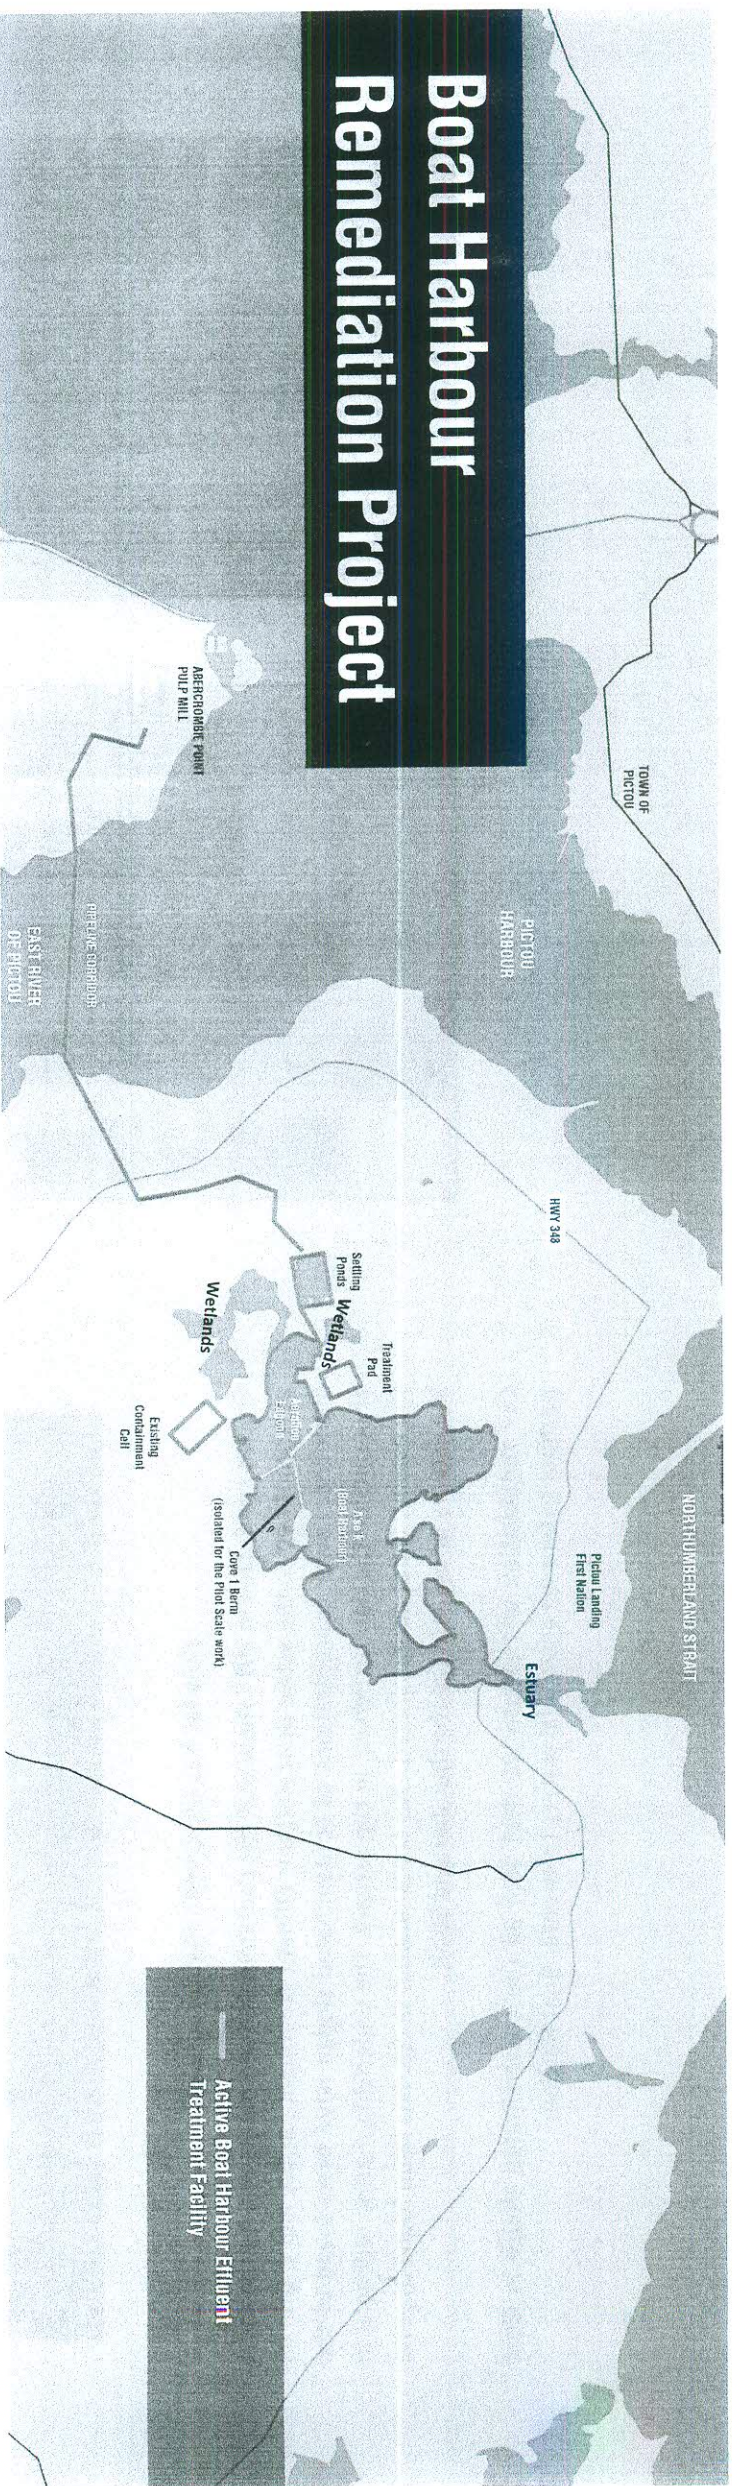 Boat Harbour
Remediation Project
TOWN OF
PICTOU
PICTOU
HARBOUR
ABERCROMBIE POINT
PULP MILL
PIPELINE CORRIDOR
EAST RIVER
OF PICTOU
HWY 348
NORTHUMBERLAND STRAIT
Pictou Landing
First Nation
Estuary
Settling
Ponds
Wetlands
Treatment
Pad
Wetlands
(Boat Harbour)
Existing
Containment
Cell
Cove 1 Berm
(isolated for the Pilot Scale work)
Active Boat Harbour Effluent
Treatment Facility